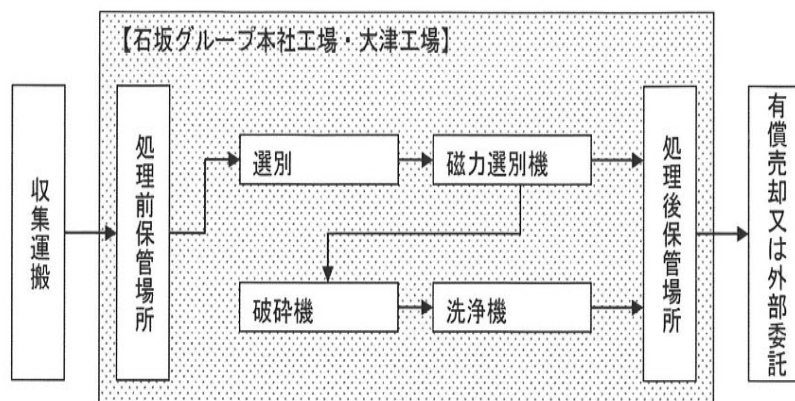 【石坂グループ本社工場・大津工場】
収集運搬
処理前保管場所
選別
磁力選別機
破砕機
洗浄機
処理後保管場所
有償売却又は外部委託